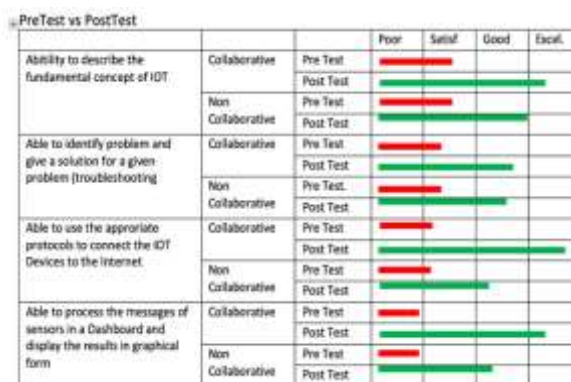 PreTest vs PostTest
Poor Satisf Good Excel.
Abitility to describe the
fundamental concept of IOT
Collaborative
Pre Test
Post Test
Non
Collaborative
Pre Test
Post Test
Able to identify problem and
give a solution for a given
problem (troubleshooting
Collaborative
Pre Test
Post Test
Non
Collaborative
Pre Test.
Post Test
Able to use the approriate
protocols to connect the IOT
Devices to the Internet
Collaborative
Pre Test
Post Test
Non
Collaborative
Pre Test
Post Test
Able to process the messages of
sensors in a Dashboard and
display the results in graphical
form
Collaborative
Pre Test
Post Test
Non
Collaborative
Pre Test
Post Test